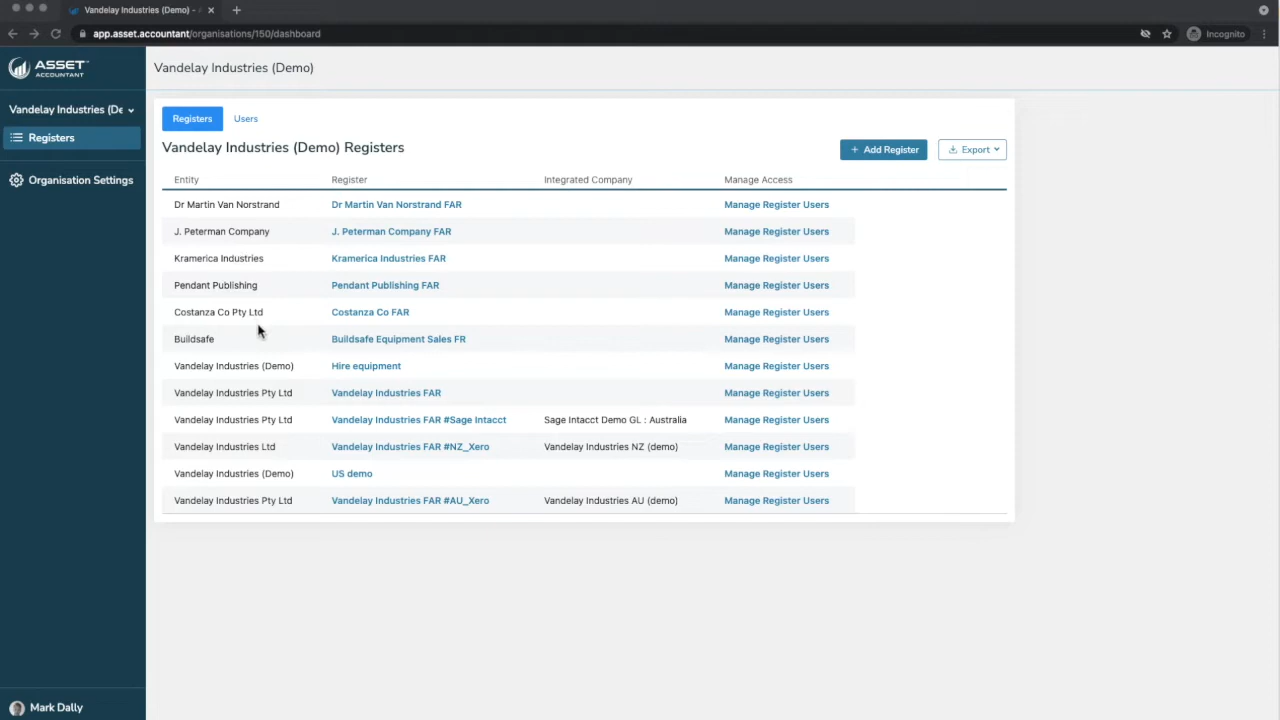 Vandelay Industries (Demo) - A
app.asset.accountant/organisations/150/dashboard
Incognito
ASSET
ACCOUNTANT
Vandelay Industries (Demo)
Vandelay Industries (De
Registers
Organisation Settings
Registers Users
Vandelay Industries (Demo) Registers
+ Add Register Export
Entity Register Integrated Company Manage Access
Dr Martin Van Norstrand Dr Martin Van Norstrand FAR Manage Register Users
J. Peterman Company J. Peterman Company FAR Manage Register Users
Kramerica Industries Kramerica Industries FAR Manage Register Users
Pendant Publishing Pendant Publishing FAR Manage Register Users
Costanza Co Pty Ltd Costanza Co FAR Manage Register Users
Buildsafe Buildsafe Equipment Sales FR Manage Register Users
Vandelay Industries (Demo) Hire equipment Manage Register Users
Vandelay Industries Pty Ltd Vandelay Industries FAR Manage Register Users
Vandelay Industries Pty Ltd Vandelay Industries FAR #Sage Intacct Sage Intacct Demo GL : Australia Manage Register Users
Vandelay Industries Ltd Vandelay Industries FAR #NZ_Xero Vandelay Industries NZ (demo) Manage Register Users
Vandelay Industries (Demo) US demo Manage Register Users
Vandelay Industries Pty Ltd Vandelay Industries FAR #AU_Xero Vandelay Industries AU (demo) Manage Register Users
Mark Dally